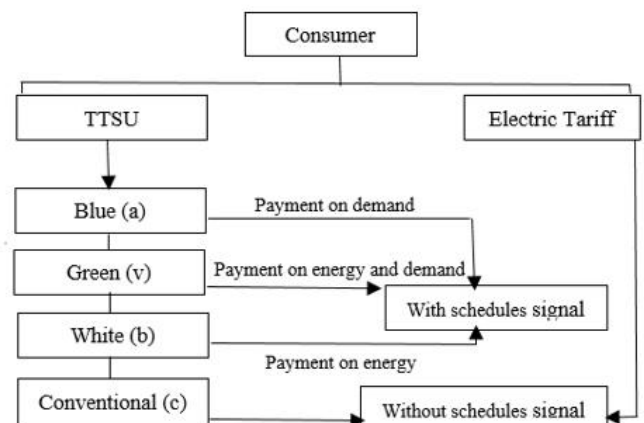 Consumer
TTSU
Electric Tariff
Blue (a)
Payment on demand
Green (v)
Payment on energy and demand
With schedules signal
White (b)
Payment on energy
Conventional (c)
Without schedules signal